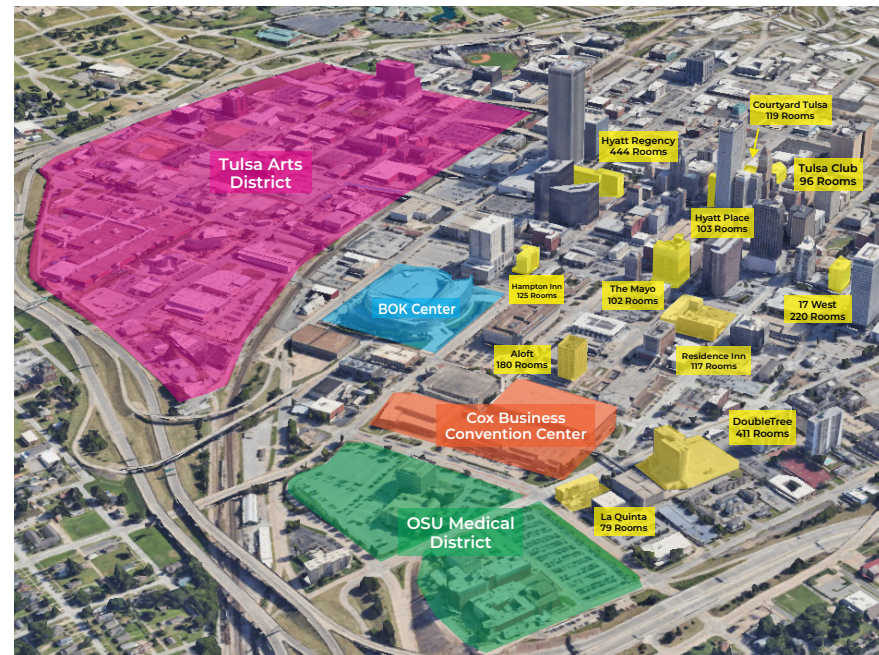 Courtyard Tulsa
119 Rooms
Hyatt Regency
444 Rooms
Tulsa Arts
District
Tulsa Club
96 Rooms
Hyatt Place
103 Rooms
Hampton Inn
125 Rooms
The Mayo
102 Rooms
17 West
220 Rooms
BOK Center
Aloft
180 Rooms
Residence Inn
117 Rooms
Cox Business
Convention Center
DoubleTree
411 Rooms
La Quinta
79 Rooms
OSU Medical
District